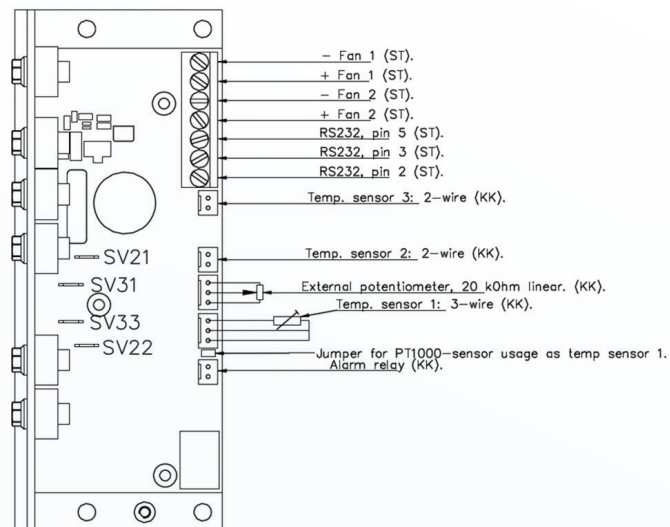 − Fan 1 (ST).
+ Fan 1 (ST).
− Fan 2 (ST).
+ Fan 2 (ST).
RS232, pin 5 (ST).
RS232, pin 3 (ST).
RS232, pin 2 (ST).
Temp. sensor 3: 2−wire (KK).
SV21
Temp. sensor 2: 2−wire (KK).
SV31
External potentiometer, 20 kOhm linear. (KK).
Temp. sensor 1: 3−wire (KK).
SV33
SV22
Jumper for PT1000−sensor usage as temp sensor 1.
Alarm relay (KK).